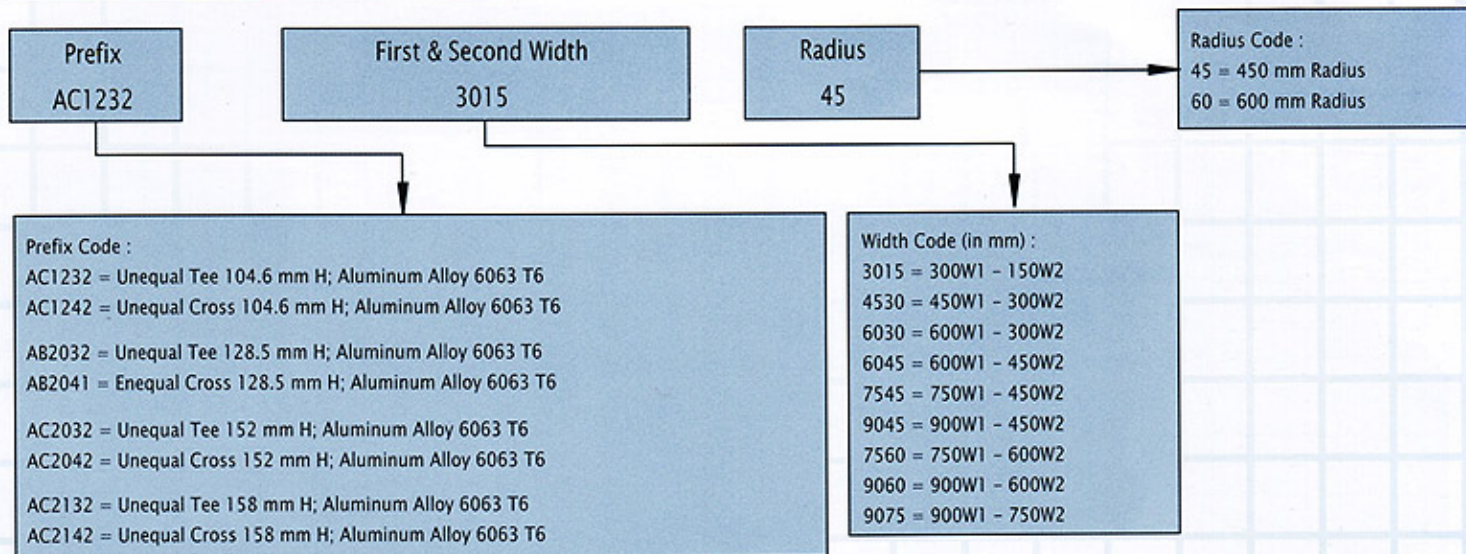 Prefix
AC1232
First & Second Width
3015
Radius
45
Radius Code :
45 = 450 mm Radius
60 = 600 mm Radius
Prefix Code :
AC1232 = Unequal Tee 104.6 mm H; Aluminum Alloy 6063 T6
AC1242 = Unequal Cross 104.6 mm H; Aluminum Alloy 6063 T6
AB2032 = Unequal Tee 128.5 mm H; Aluminum Alloy 6063 T6
AB2041 = Enequal Cross 128.5 mm H; Aluminum Alloy 6063 T6
AC2032 = Unequal Tee 152 mm H; Aluminum Alloy 6063 T6
AC2042 = Unequal Cross 152 mm H; Aluminum Alloy 6063 T6
AC2132 = Unequal Tee 158 mm H; Aluminum Alloy 6063 T6
AC2142 = Unequal Cross 158 mm H; Aluminum Alloy 6063 T6
Width Code (in mm) :
3015 = 300W1 – 150W2
4530 = 450W1 – 300W2
6030 = 600W1 – 300W2
6045 = 600W1 – 450W2
7545 = 750W1 – 450W2
9045 = 900W1 – 450W2
7560 = 750W1 – 600W2
9060 = 900W1 – 600W2
9075 = 900W1 – 750W2